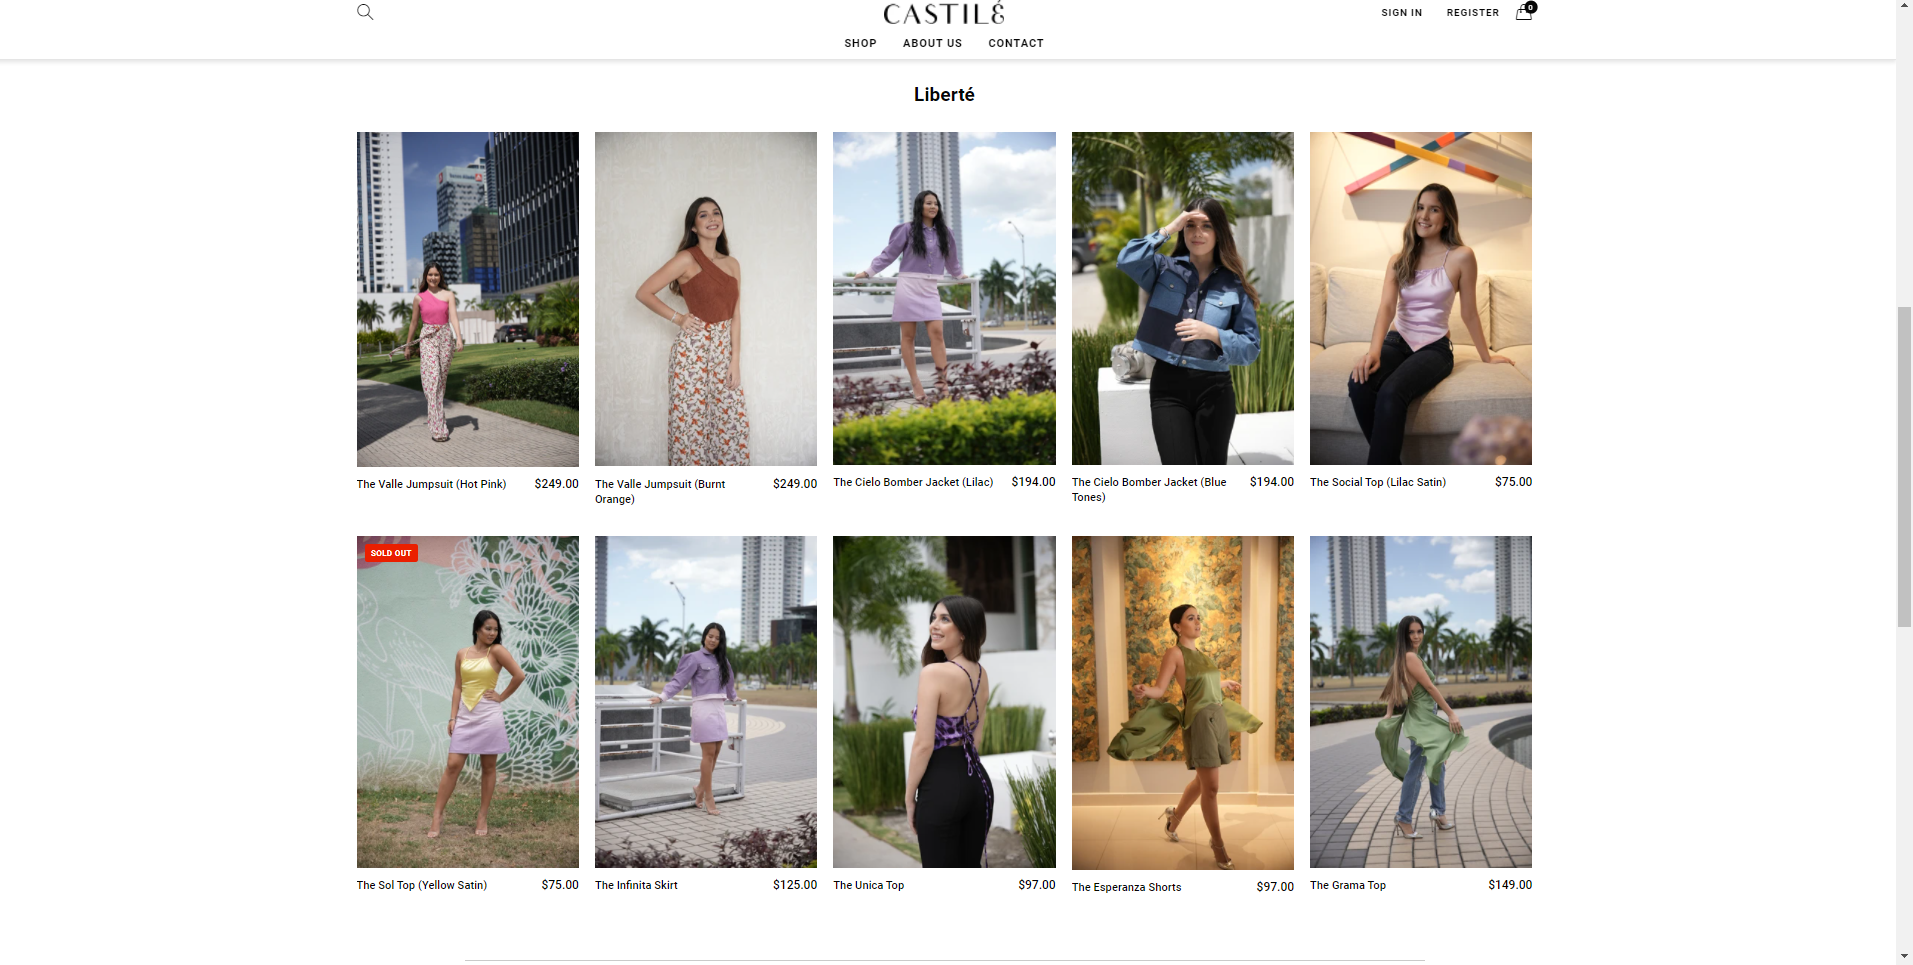 CASTILÉ
SIGN IN
REGISTER
0
SHOP
ABOUT US
CONTACT
Liberté
The Valle Jumpsuit (Hot Pink)
$249.00
The Valle Jumpsuit (Burnt
Orange)
$249.00
The Cielo Bomber Jacket (Lilac)
$194.00
The Cielo Bomber Jacket (Blue
Tones)
$194.00
The Social Top (Lilac Satin)
$75.00
SOLD OUT
The Sol Top (Yellow Satin)
$75.00
The Infinita Skirt
$125.00
The Unica Top
$97.00
The Esperanza Shorts
$97.00
The Grama Top
$149.00